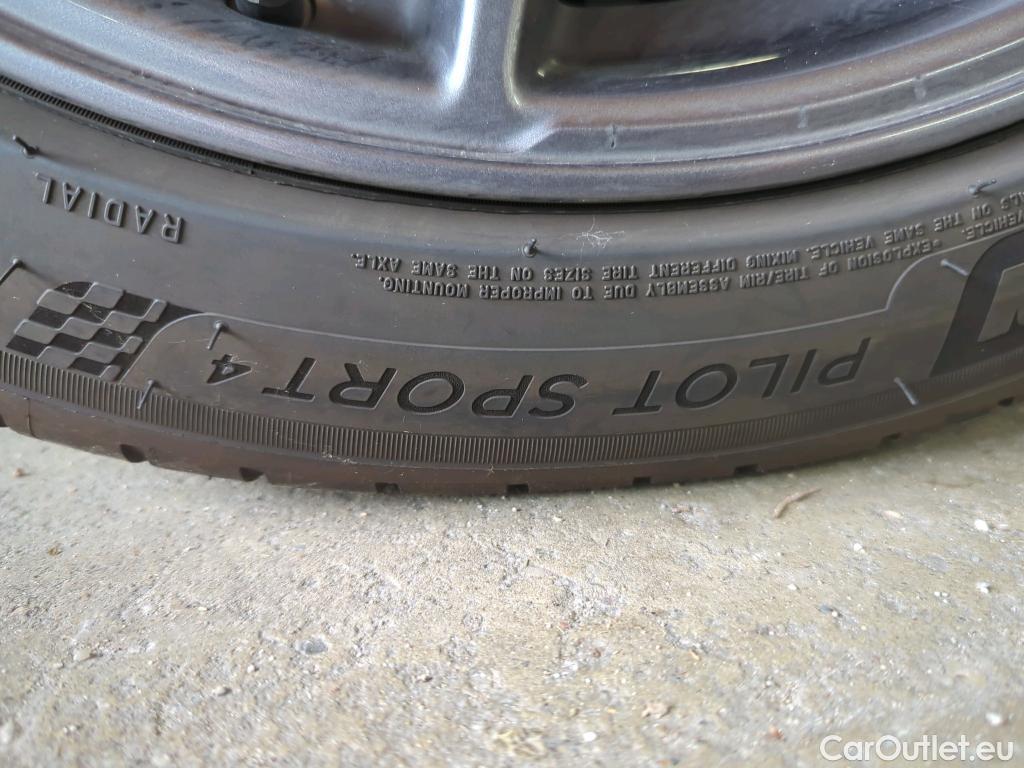 RADIAL
*EXPLOSION OF TIRE/RIM ASSEMBLY DUE TO IMPROPER MOUNTING.
VEHICLE. MIXING DIFFERENT TIRE SIZES ON THE SAME AXLE.
ON THE SAME
VEHICLE.
PILOT SPORT 4
CarOutlet.eu